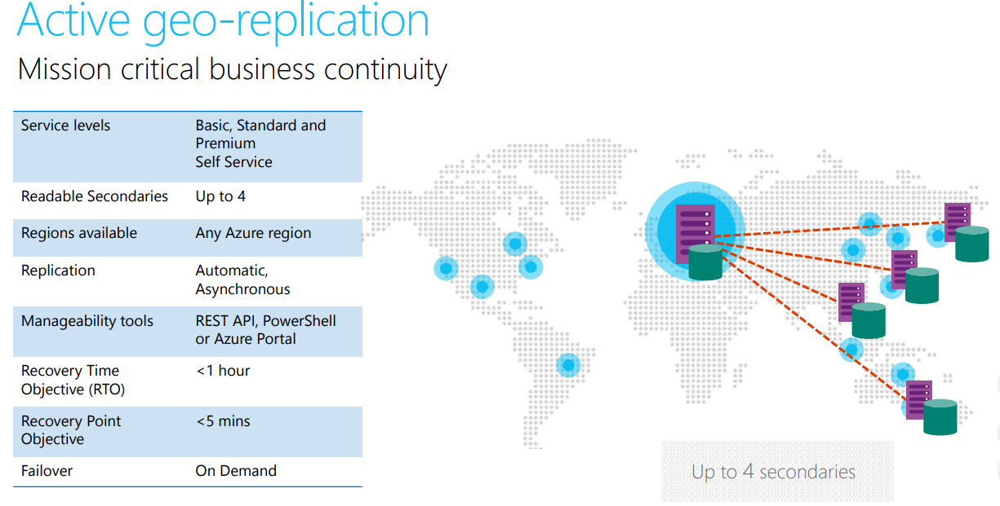 Active geo-replication
Mission critical business continuity
Service levels
Basic, Standard and
Premium
Self Service
Readable Secondaries
Up to 4
Regions available
Any Azure region
Replication
Automatic,
Asynchronous
Manageability tools
REST API, PowerShell
or Azure Portal
Recovery Time
Objective (RTO)
<1 hour
Recovery Point
Objective
<5 mins
Failover
On Demand
Up to 4 secondaries